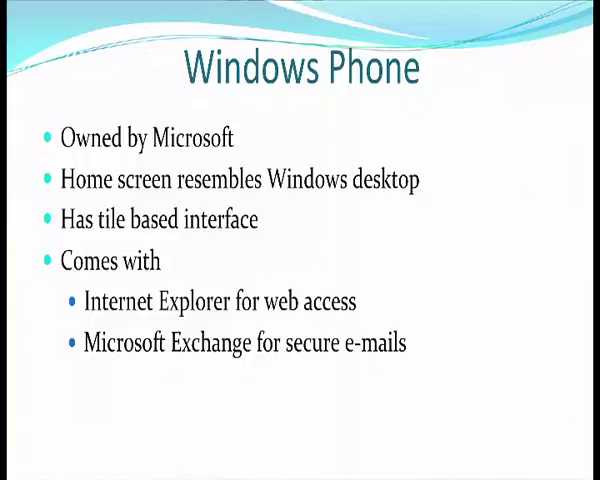 Windows Phone
• Owned by Microsoft
• Home screen resembles Windows desktop
• Has tile based interface
• Comes with
• Internet Explorer for web access
• Microsoft Exchange for secure e-mails